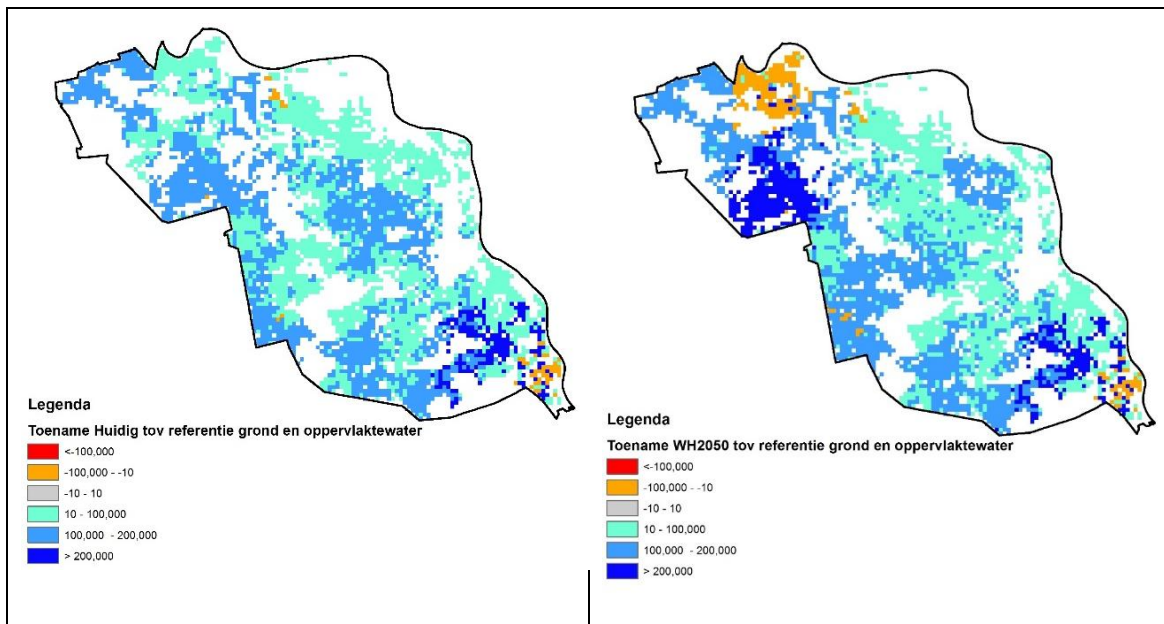 Legenda
Toename Huidig tov referentie grond en oppervlaktewater
<-100,000
-100,000 - -10
-10 - 10
10 - 100,000
100,000 - 200,000
> 200,000
Legenda
Toename WH2050 tov referentie grond en oppervlaktewater
<-100,000
-100,000 - -10
-10 - 10
10 - 100,000
100,000 - 200,000
> 200,000